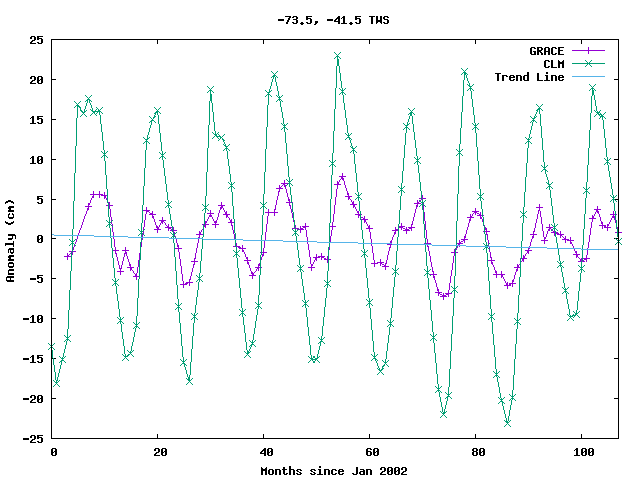 -73.5, -41.5 TWS
GRACE
CLM
Trend Line
25
20
15
10
5
0
-5
-10
-15
-20
-25
Anomaly (cm)
0 20 40 60 80 100
Months since Jan 2002